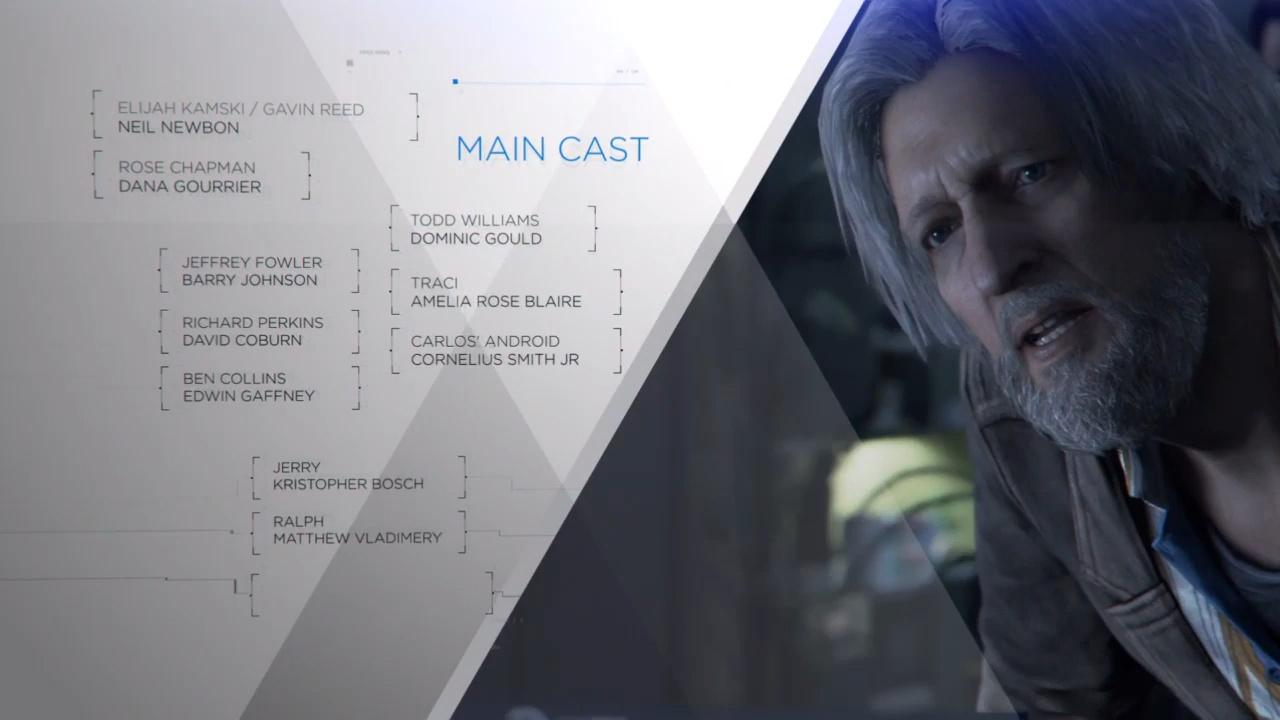 MAIN CAST
ELIJAH KAMSKI / GAVIN REED
NEIL NEWBON
ROSE CHAPMAN
DANA GOURRIER
TODD WILLIAMS
DOMINIC GOULD
JEFFREY FOWLER
BARRY JOHNSON
TRACI
AMELIA ROSE BLAIRE
RICHARD PERKINS
DAVID COBURN
CARLOS' ANDROID
CORNELIUS SMITH JR
BEN COLLINS
EDWIN GAFFNEY
JERRY
KRISTOPHER BOSCH
RALPH
MATTHEW VLADIMERY